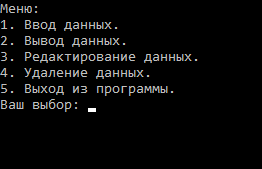 Меню:
1. Ввод данных.
2. Вывод данных.
3. Редактирование данных.
4. Удаление данных.
5. Выход из программы.
Ваш выбор: